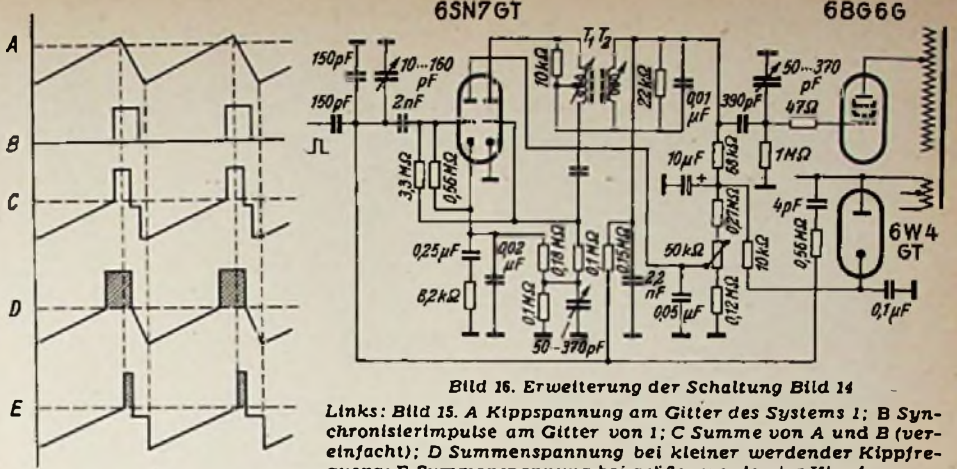 6SN7GT
6BG6G
A
B
C
D
E
150pF
10...160
pF
150pF
2nF
3,3MΩ
0,56MΩ
0,25µF
0,02
µF
8,2kΩ
0,18MΩ
0,1MΩ
50-370pF
0,1MΩ
0,15MΩ
2,2
nF
10kΩ
T₁ T₂
22kΩ
0,01
µF
10µF
+
68kΩ
0,27MΩ
50kΩ
0,12MΩ
0,05µF
10kΩ
390pF
50...370
pF
47Ω
1MΩ
4pF
0,56MΩ
6W4
GT
0,1µF
Bild 16. Erweiterung der Schaltung Bild 14
Links: Bild 15. A Kippspannung am Gitter des Systems 1; B Syn-
chronisierimpulse am Gitter von 1; C Summe von A und B (ver-
einfacht); D Summenspannung bei kleiner werdender Kippfre-